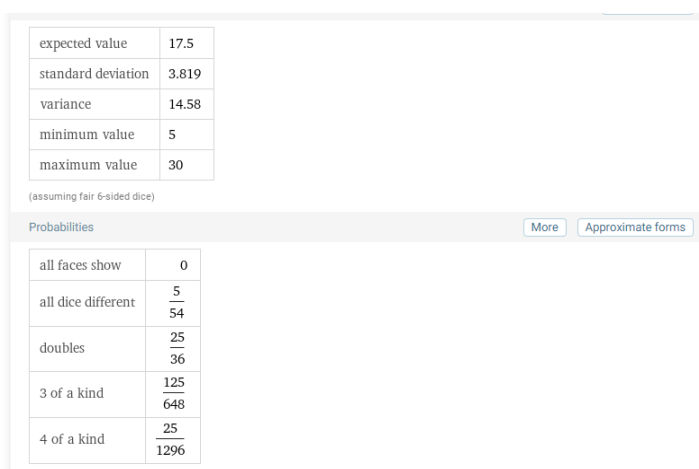 expected value 17.5
standard deviation 3.819
variance 14.58
minimum value 5
maximum value 30
(assuming fair 6-sided dice)
Probabilities More Approximate forms
all faces show 0
all dice different 5/54
doubles 25/36
3 of a kind 125/648
4 of a kind 25/1296